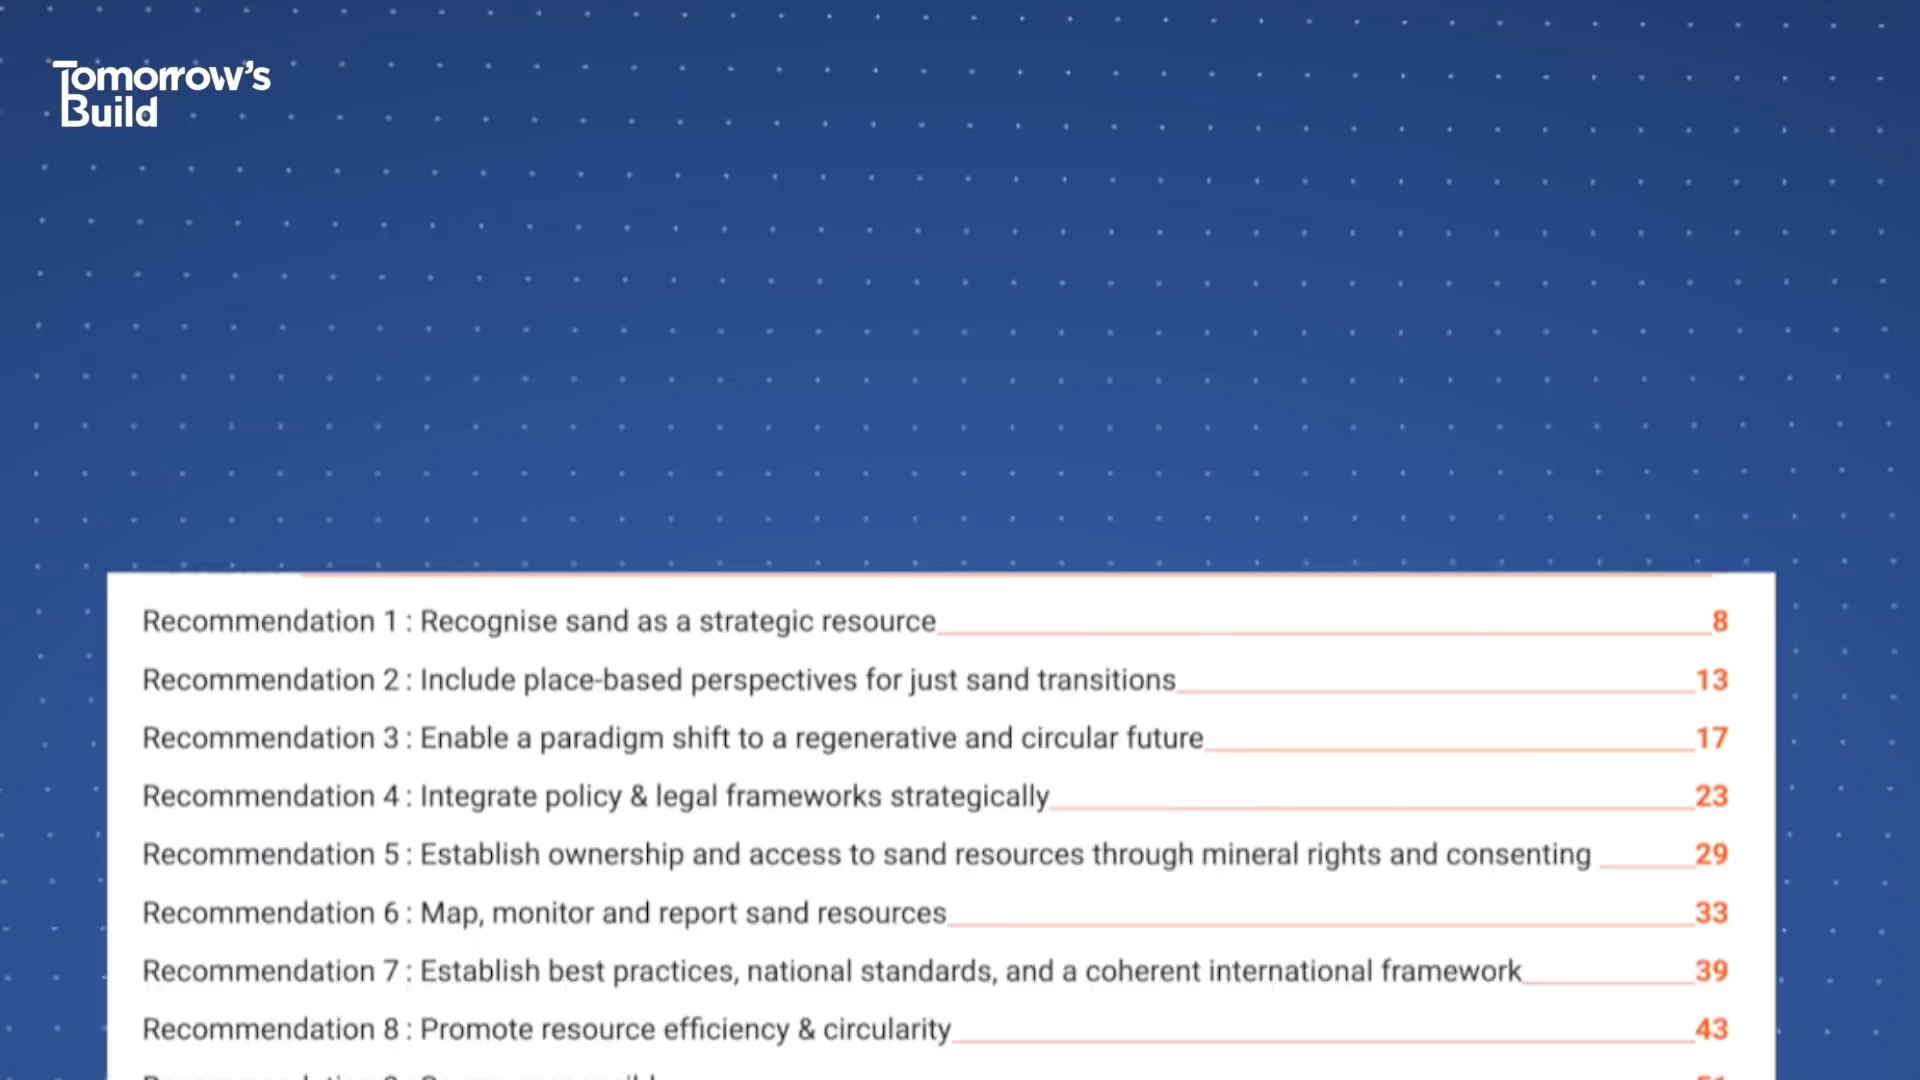 Tomorrow's
Build
Recommendation 1 : Recognise sand as a strategic resource 8
Recommendation 2 : Include place-based perspectives for just sand transitions 13
Recommendation 3 : Enable a paradigm shift to a regenerative and circular future 17
Recommendation 4 : Integrate policy & legal frameworks strategically 23
Recommendation 5 : Establish ownership and access to sand resources through mineral rights and consenting 29
Recommendation 6 : Map, monitor and report sand resources 33
Recommendation 7 : Establish best practices, national standards, and a coherent international framework 39
Recommendation 8 : Promote resource efficiency & circularity 43